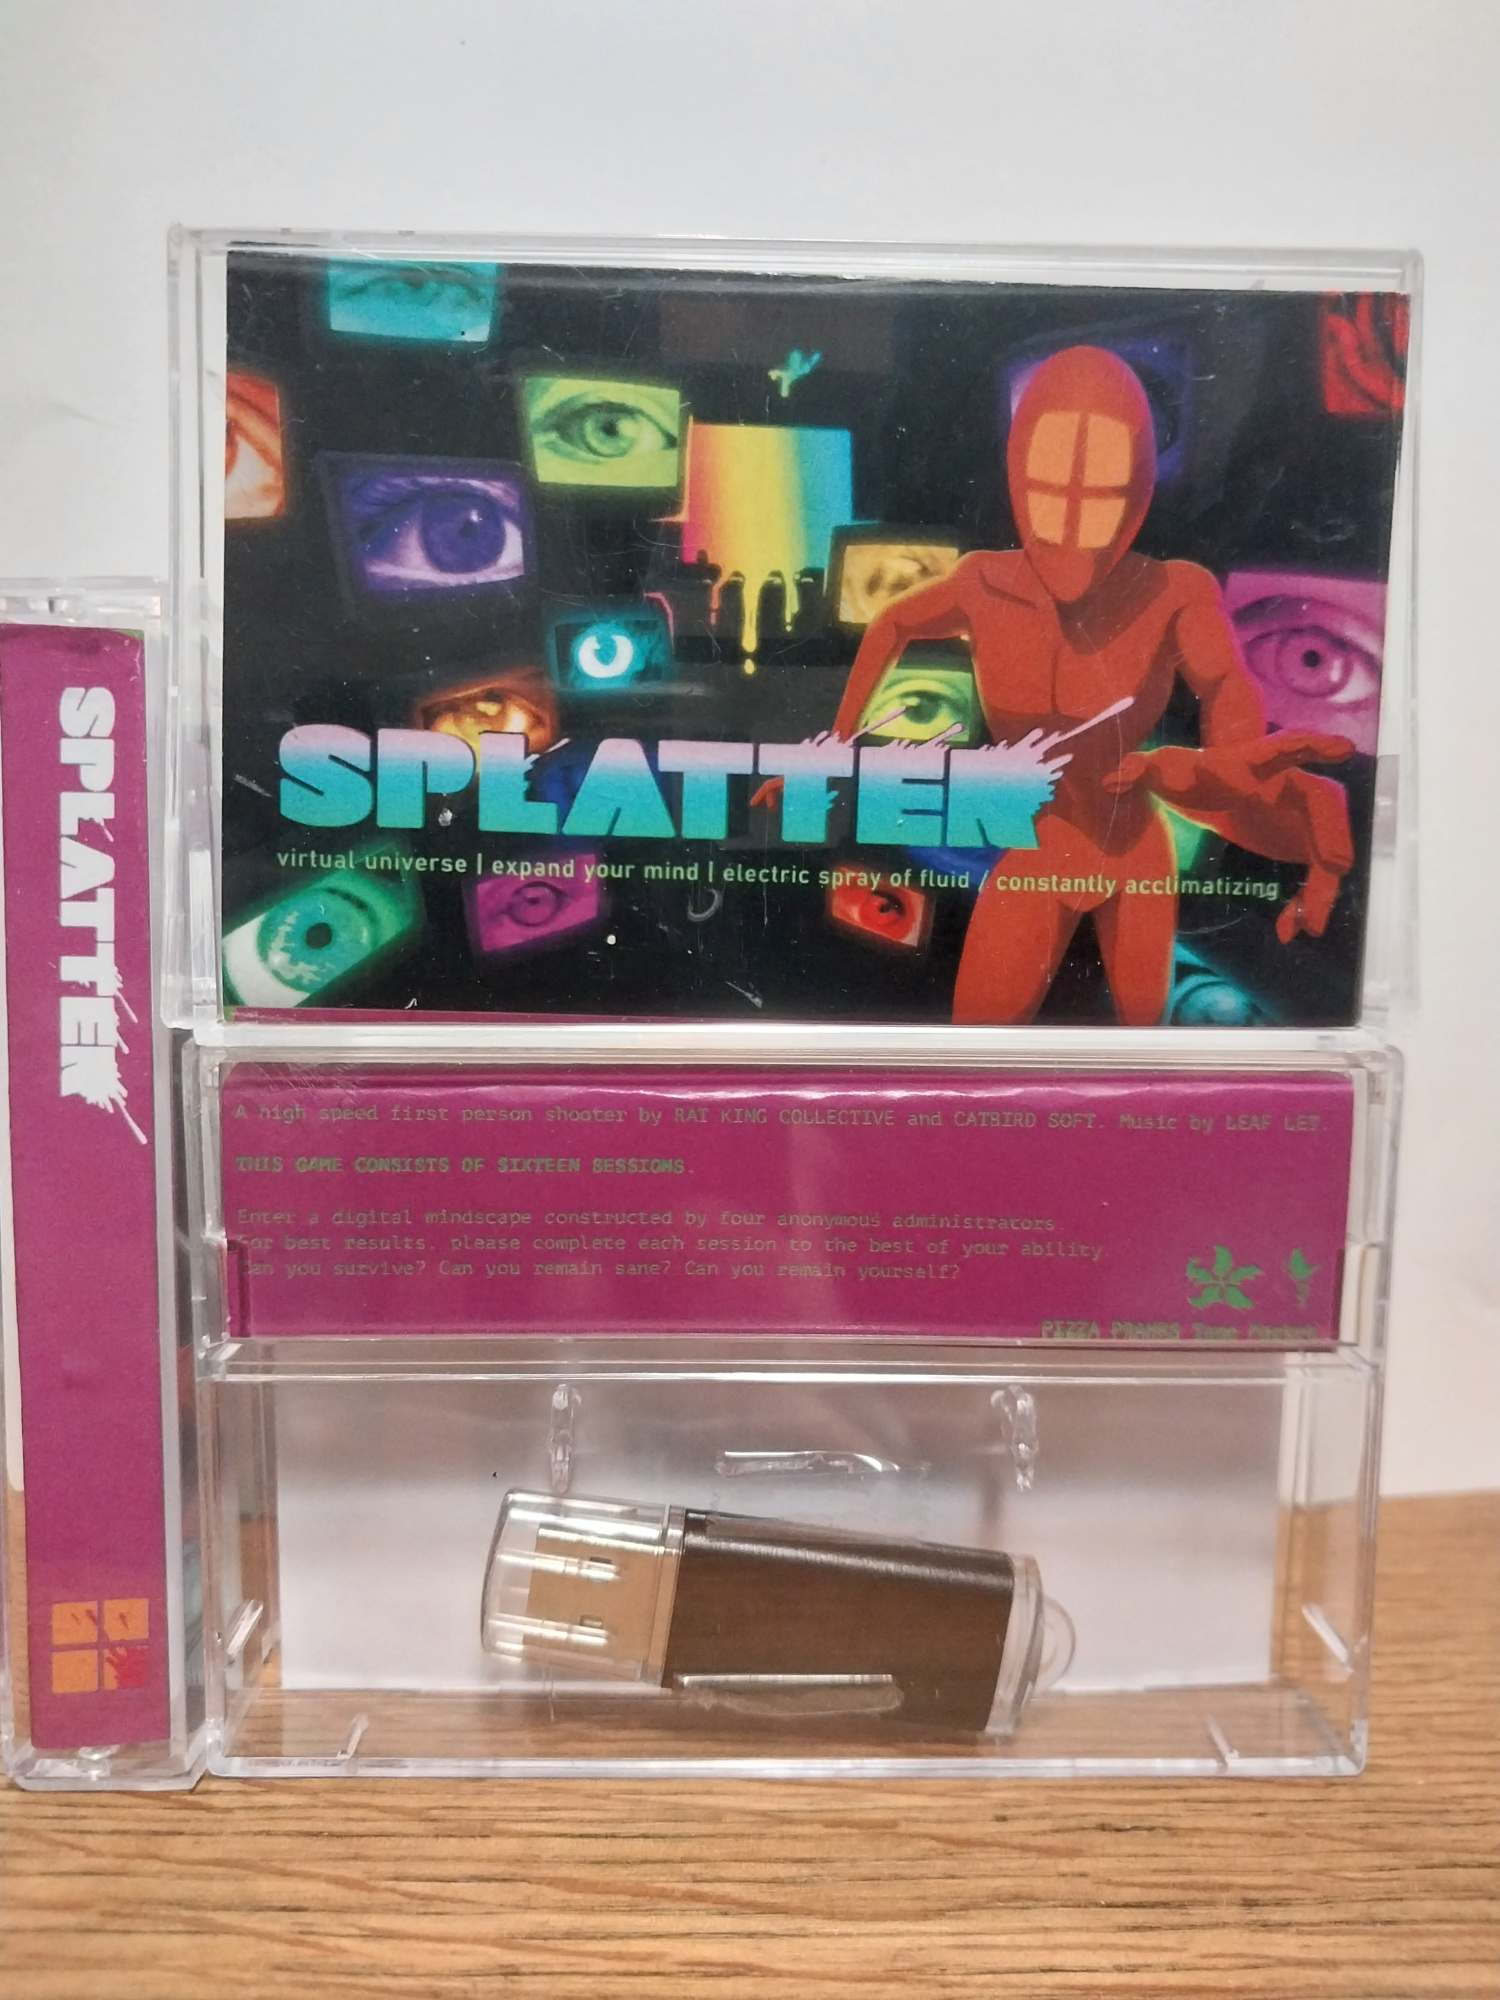 SPLATTER
virtual universe | expand your mind | electric spray of fluid / constantly acclimatizing
SPLATTER
A high speed first person shooter by RAT KING COLLECTIVE and CATBIRD SOFT. Music by LEAF LET.
THIS GAME CONSISTS OF SIXTEEN SESSIONS.
Enter a digital mindscape constructed by four anonymous administrators.
For best results, please complete each session to the best of your ability.
Can you survive? Can you remain sane? Can you remain yourself?
PIZZA PRANKS